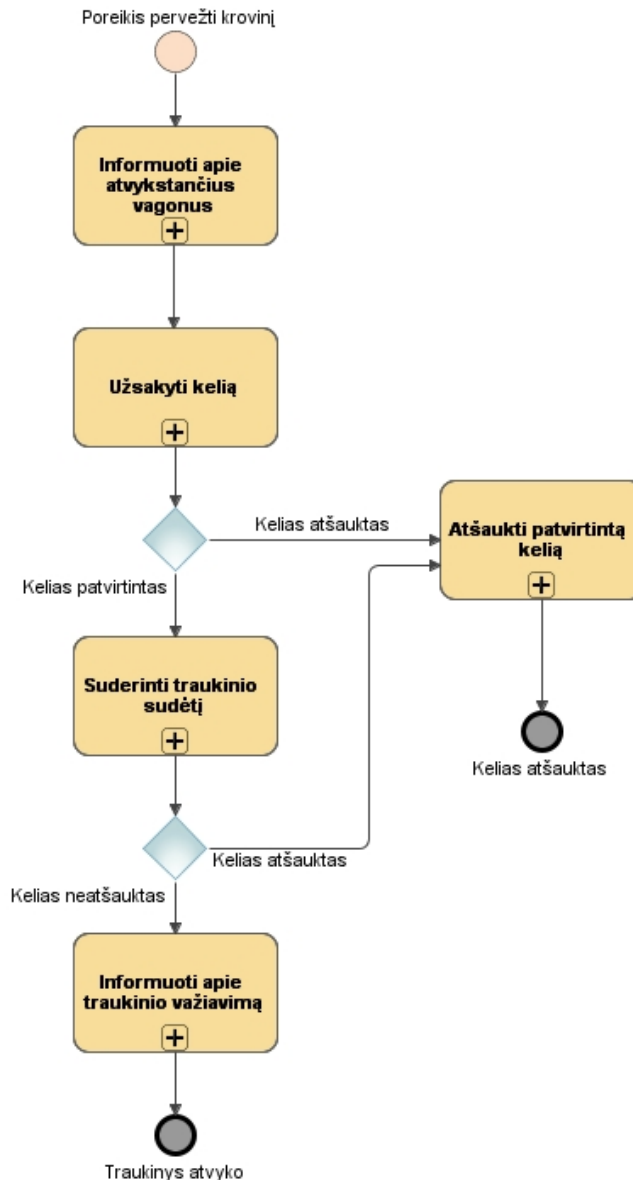 Poreikis pervežti krovinį
Informuoti apie
atvykstančius
vagonus
Užsakyti kelią
Kelias atšauktas
Atšaukti patvirtintą
kelią
Kelias patvirtintas
Suderinti traukinio
sudėtį
Kelias atšauktas
Kelias atšauktas
Kelias neatšauktas
Informuoti apie
traukinio važiavimą
Traukinys atvyko